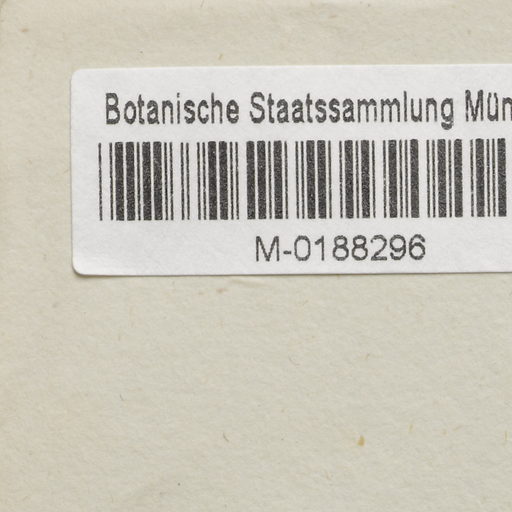 Botanische Staatssammlung Mün
M-0188296